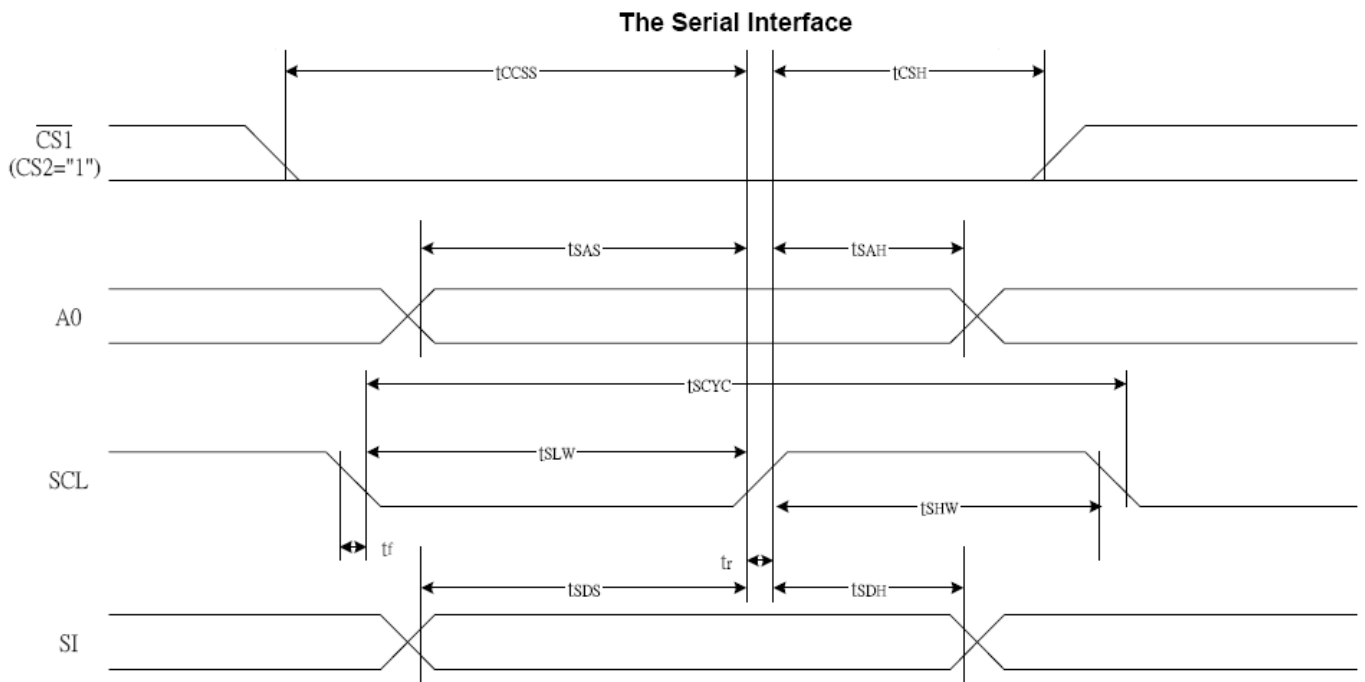 The Serial Interface
tCCSS
tCSH
CS1
(CS2="1")
tSAS
tSAH
A0
tSCYC
tSLW
SCL
tSHW
tf
tr
tSDS
tSDH
SI